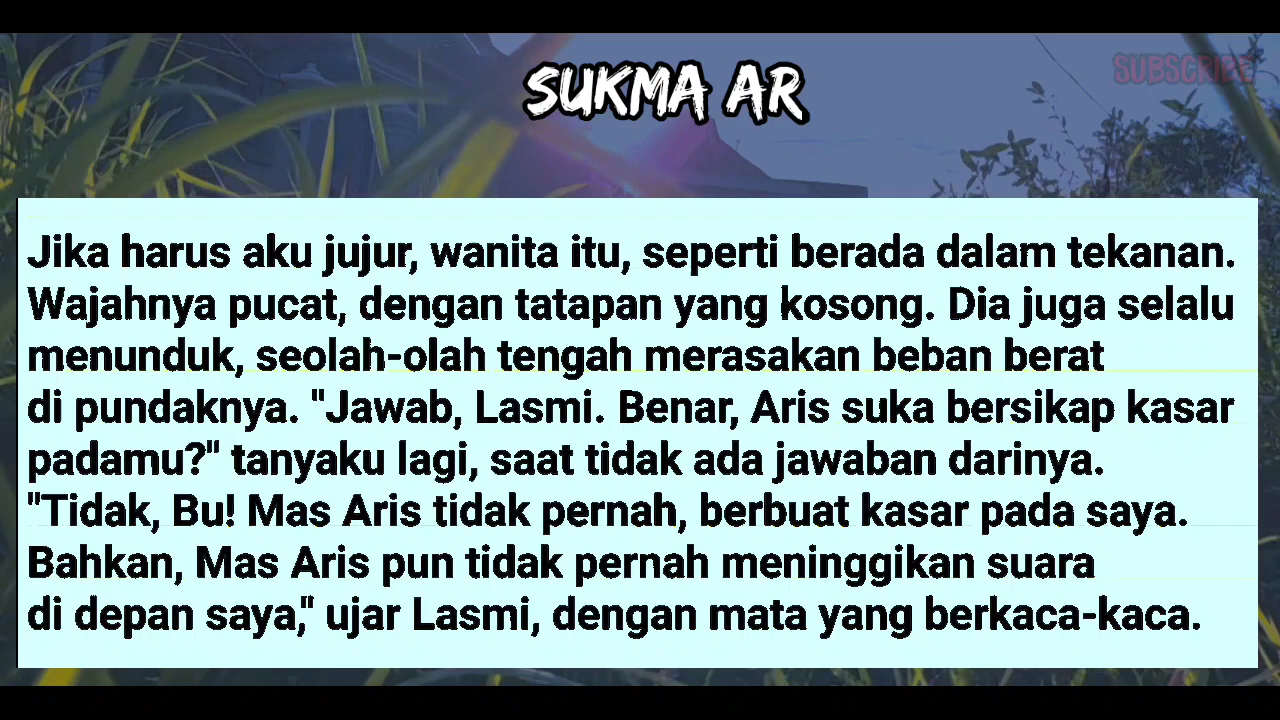 SUKMA AR
SUBSCRIBE
Jika harus aku jujur, wanita itu, seperti berada dalam tekanan.
Wajahnya pucat, dengan tatapan yang kosong. Dia juga selalu
menunduk, seolah-olah tengah merasakan beban berat
di pundaknya. "Jawab, Lasmi. Benar, Aris suka bersikap kasar
padamu?" tanyaku lagi, saat tidak ada jawaban darinya.
"Tidak, Bu! Mas Aris tidak pernah, berbuat kasar pada saya.
Bahkan, Mas Aris pun tidak pernah meninggikan suara
di depan saya," ujar Lasmi, dengan mata yang berkaca-kaca.